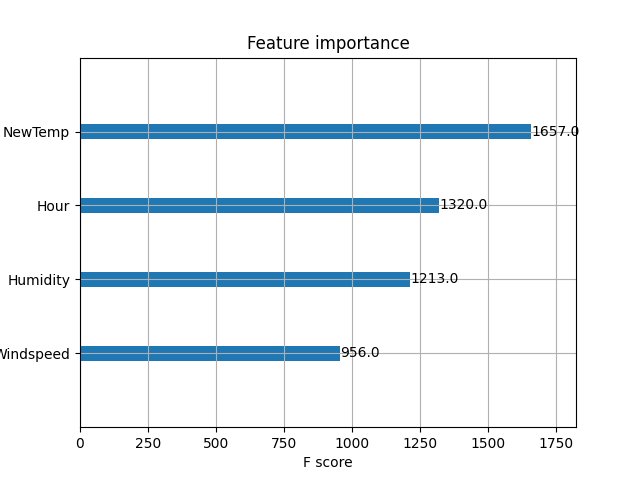 Feature importance
NewTemp
1657.0
Hour
1320.0
Humidity
1213.0
Windspeed
956.0
0 250 500 750 1000 1250 1500 1750
F score